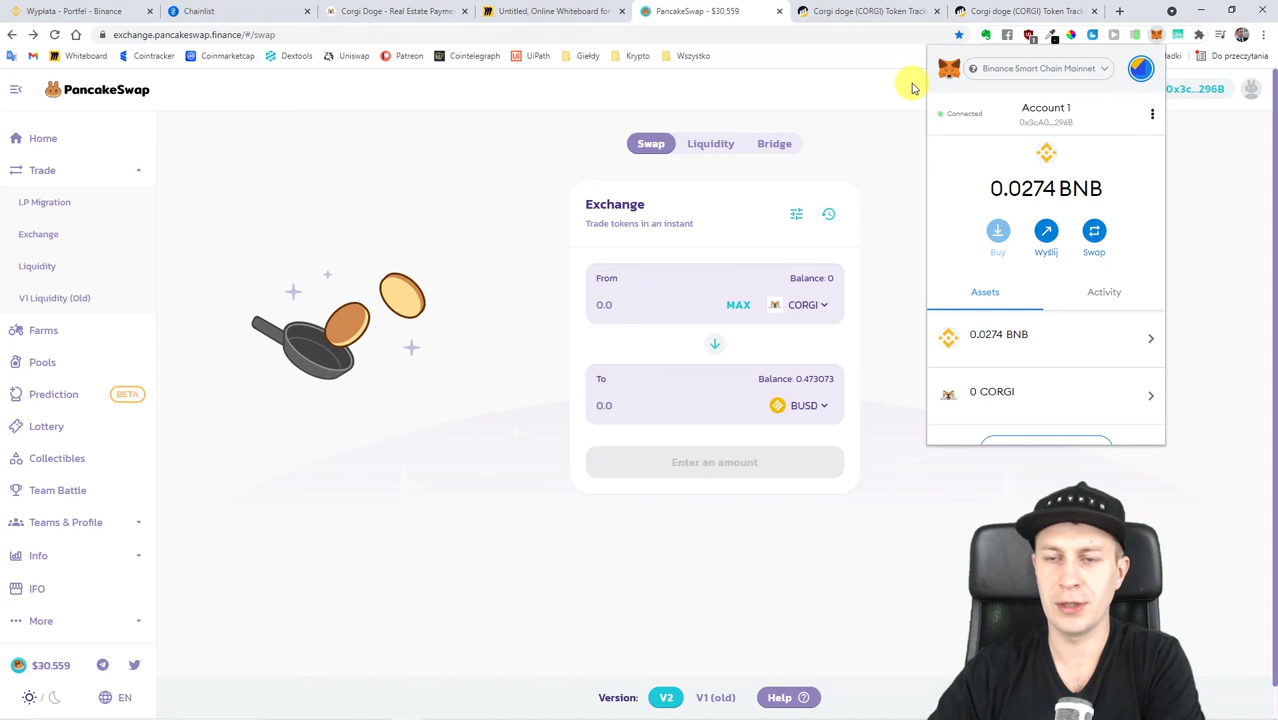 Wypłata - Portfel - Binance
Chainlist
Corgi Doge - Real Estate Payme
Untitled, Online Whiteboard for
PancakeSwap - $30,559
Corgi doge (CORGI) Token Track
Corgi doge (CORGI) Token Track
exchange.pancakeswap.finance/#/swap
Whiteboard
Cointracker
Coinmarketcap
Dextools
Uniswap
Patreon
Cointelegraph
UiPath
Giełdy
Krypto
Wszystko
ładki
Do przeczytania
PancakeSwap
0x3c...296B
Home
Trade
LP Migration
Exchange
Liquidity
V1 Liquidity (Old)
Farms
Pools
Prediction
BETA
Lottery
Collectibles
Team Battle
Teams & Profile
Info
IFO
More
$30.559
EN
Swap
Liquidity
Bridge
Exchange
Trade tokens in an instant
From
Balance: 0
0.0
MAX
CORGI
To
Balance: 0.473073
0.0
BUSD
Enter an amount
Version:
V2
V1 (old)
Help
Binance Smart Chain Mainnet
Connected
Account 1
0x3cA0...296B
0.0274 BNB
Buy
Wyślij
Swap
Assets
Activity
0.0274 BNB
0 CORGI